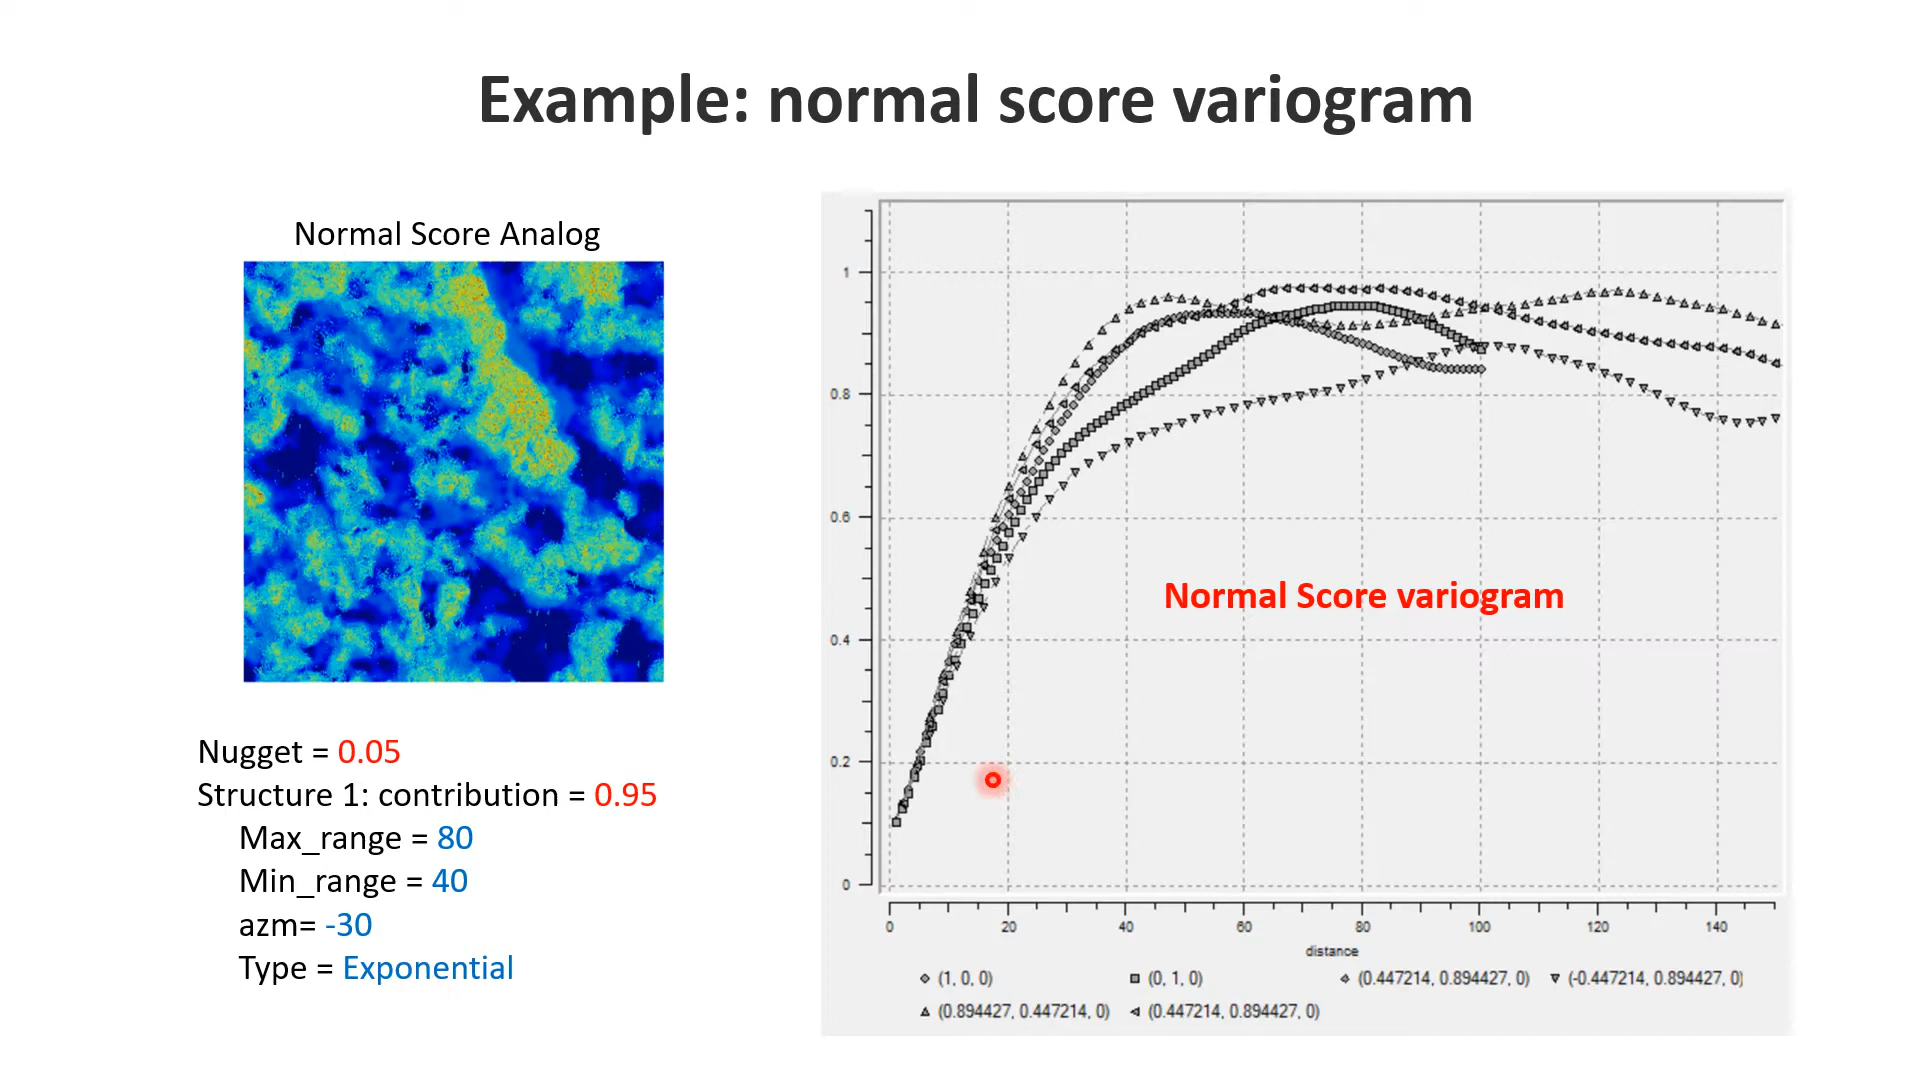 Example: normal score variogram
Normal Score Analog
Nugget = 0.05
Structure 1: contribution = 0.95
Max_range = 80
Min_range = 40
azm= -30
Type = Exponential
1
0.8
0.6
0.4
0.2
0
Normal Score variogram
0 20 40 60 80 100 120 140
distance
(1, 0, 0) (0, 1, 0) (0.447214, 0.894427, 0) (-0.447214, 0.894427, 0)
(0.894427, 0.447214, 0) (0.447214, 0.894427, 0)